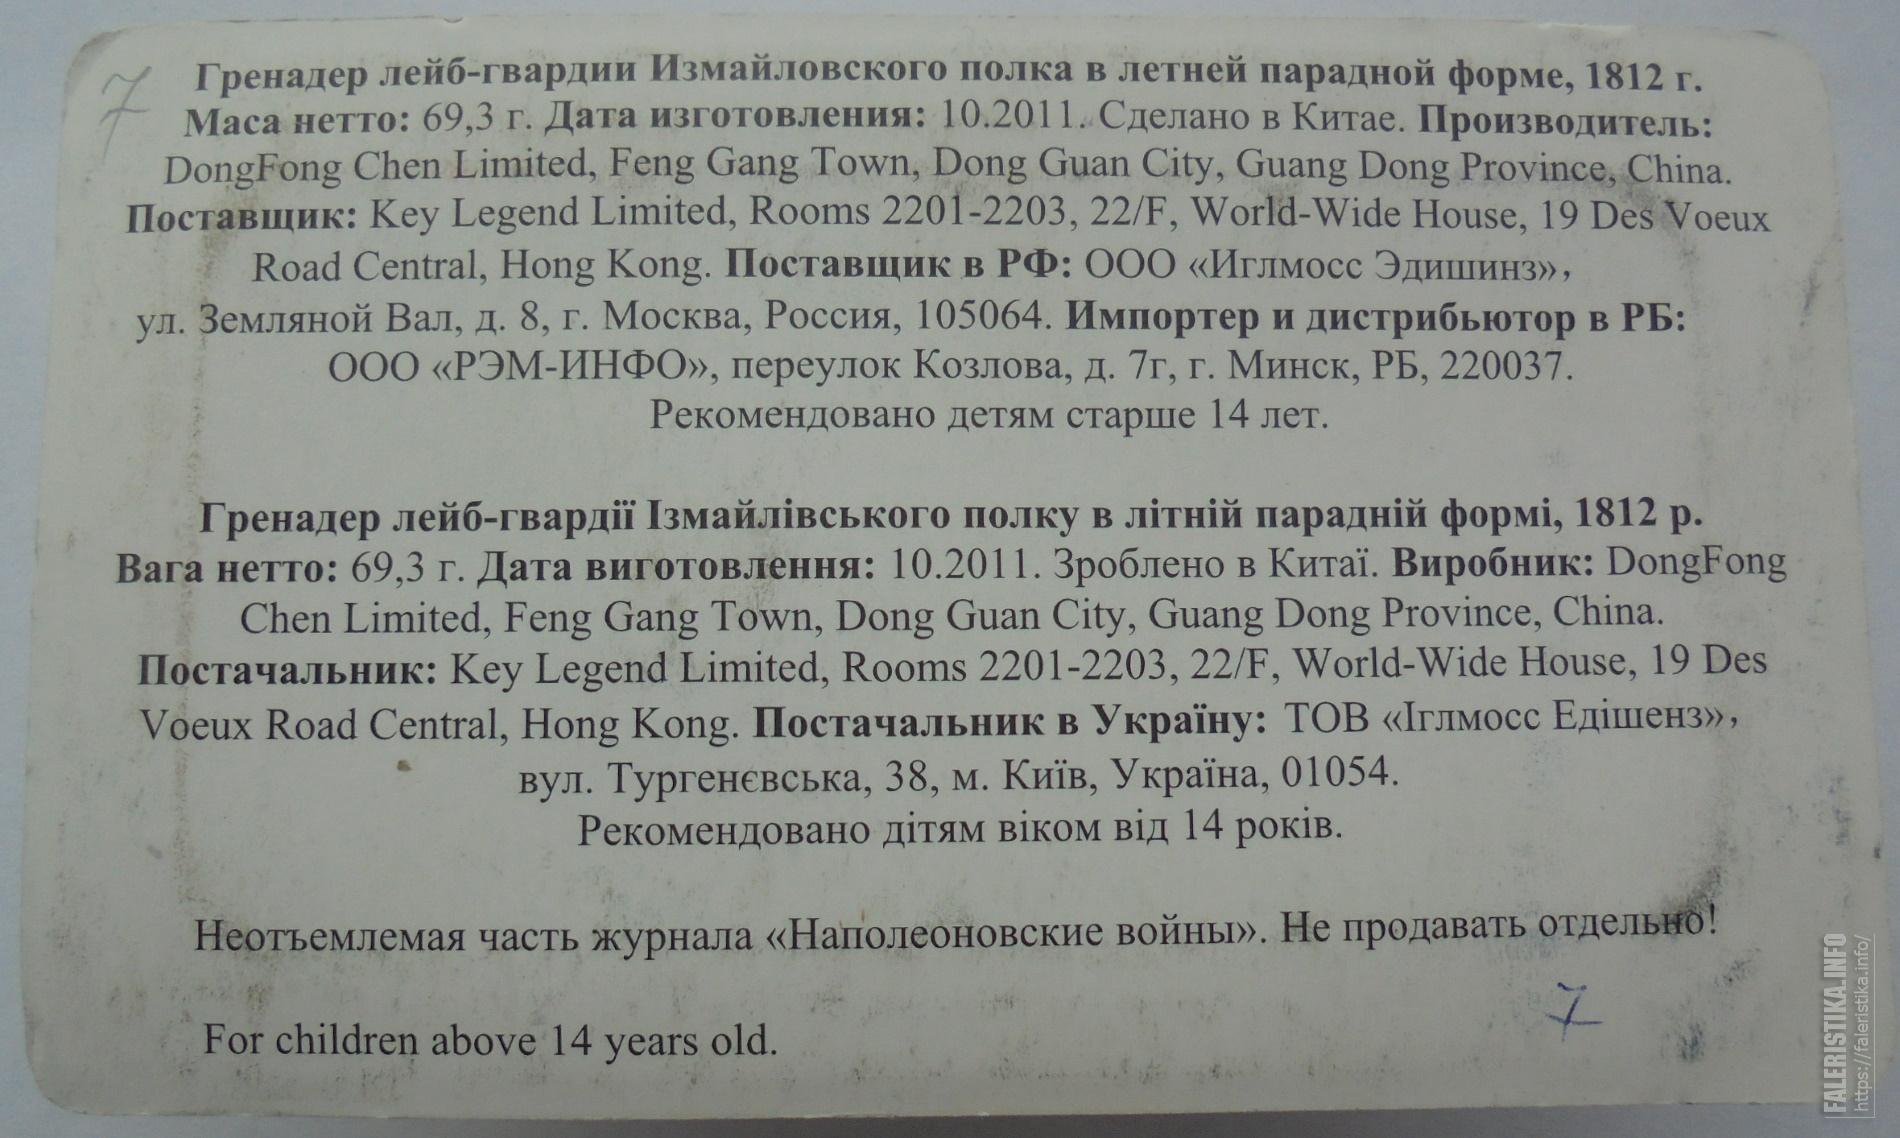 7
Гренадер лейб-гвардии Измайловского полка в летней парадной форме, 1812 г.
Маса нетто: 69,3 г. Дата изготовления: 10.2011. Сделано в Китае. Производитель:
DongFong Chen Limited, Feng Gang Town, Dong Guan City, Guang Dong Province, China.
Поставщик: Key Legend Limited, Rooms 2201-2203, 22/F, World-Wide House, 19 Des Voeux
Road Central, Hong Kong. Поставщик в РФ: ООО «Иглмосс Эдишинз»,
ул. Земляной Вал, д. 8, г. Москва, Россия, 105064. Импортер и дистрибьютор в РБ:
ООО «РЭМ-ИНФО», переулок Козлова, д. 7г, г. Минск, РБ, 220037.
Рекомендовано детям старше 14 лет.
Гренадер лейб-гвардії Ізмайлівського полку в літній парадній формі, 1812 р.
Вага нетто: 69,3 г. Дата виготовлення: 10.2011. Зроблено в Китаї. Виробник: DongFong
Chen Limited, Feng Gang Town, Dong Guan City, Guang Dong Province, China.
Постачальник: Key Legend Limited, Rooms 2201-2203, 22/F, World-Wide House, 19 Des
Voeux Road Central, Hong Kong. Постачальник в Україну: ТОВ «Іглмосс Едішенз»,
вул. Тургенєвська, 38, м. Київ, Україна, 01054.
Рекомендовано дітям віком від 14 років.
Неотъемлемая часть журнала «Наполеоновские войны». Не продавать отдельно!
7
For children above 14 years old.
FALERISTIKA.INFO
https://faleristika.info/